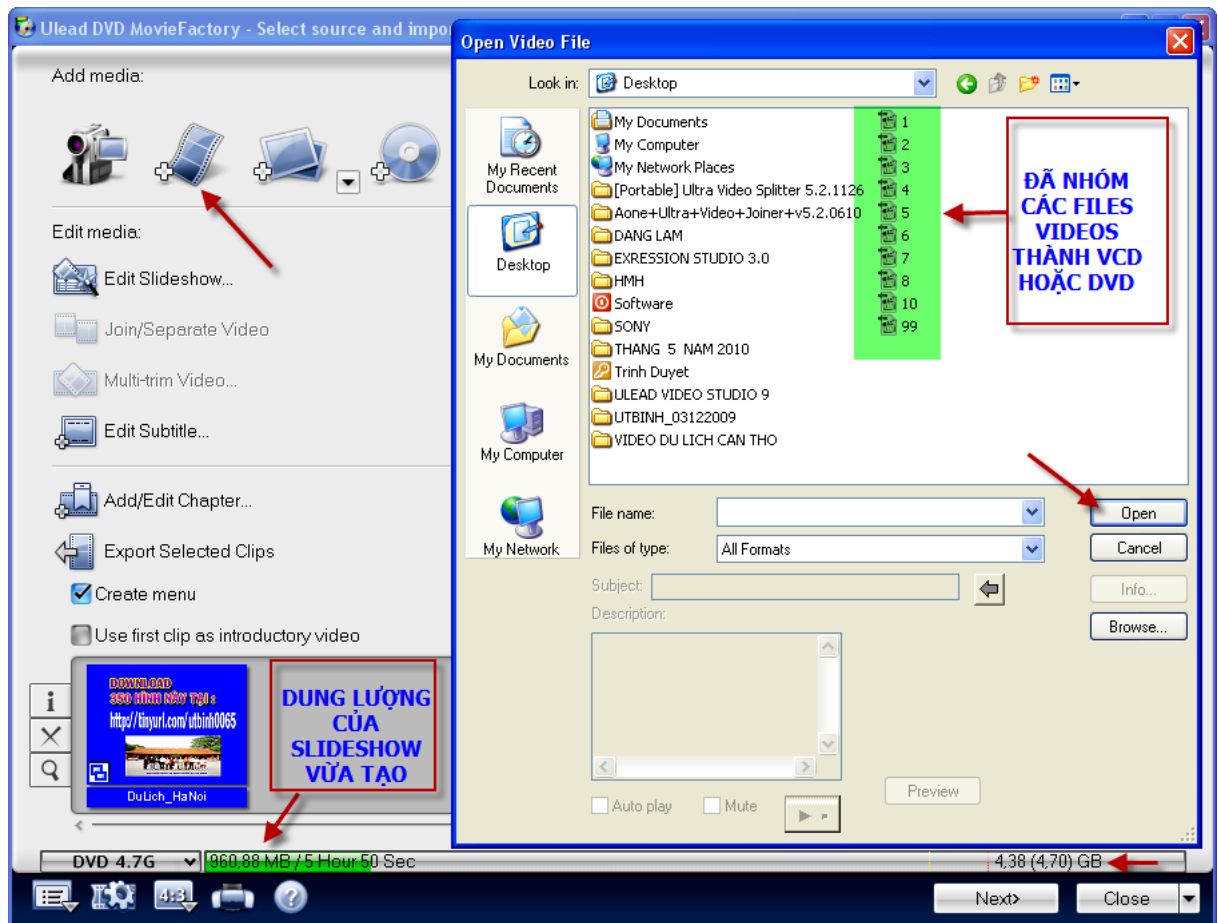 Ulead DVD MovieFactory - Select source and impo
Add media:
Edit media:
Edit Slideshow...
Join/Separate Video
Multi-trim Video...
Edit Subtitle...
Add/Edit Chapter...
Export Selected Clips
Create menu
Use first clip as introductory video
DOWNLOAD
350 HÌNH NÀY TẠI :
http://tinyurl.com/utbinh0065
DuLich_HaNoi
DUNG LƯỢNG
CỦA
SLIDESHOW
VỪA TẠO
DVD 4.7G
960,88 MB / 5 Hour 50 Sec
4,38 (4,70) GB
4:3
Next>
Close
Open Video File
Look in:
Desktop
My Recent
Documents
Desktop
My Documents
My Computer
My Network
My Documents
My Computer
My Network Places
[Portable] Ultra Video Splitter 5.2.1126
Aone+Ultra+Video+Joiner+v5.2.0610
DANG LAM
EXRESSION STUDIO 3.0
HMH
Software
SONY
THANG 5 NAM 2010
Trinh Duyet
ULEAD VIDEO STUDIO 9
UTBINH_03122009
VIDEO DU LICH CAN THO
1
2
3
4
5
6
7
8
10
99
ĐÃ NHÓM
CÁC FILES
VIDEOS
THÀNH VCD
HOẶC DVD
File name:
Open
Files of type:
All Formats
Cancel
Subject:
Info...
Description:
Browse...
Auto play
Mute
Preview